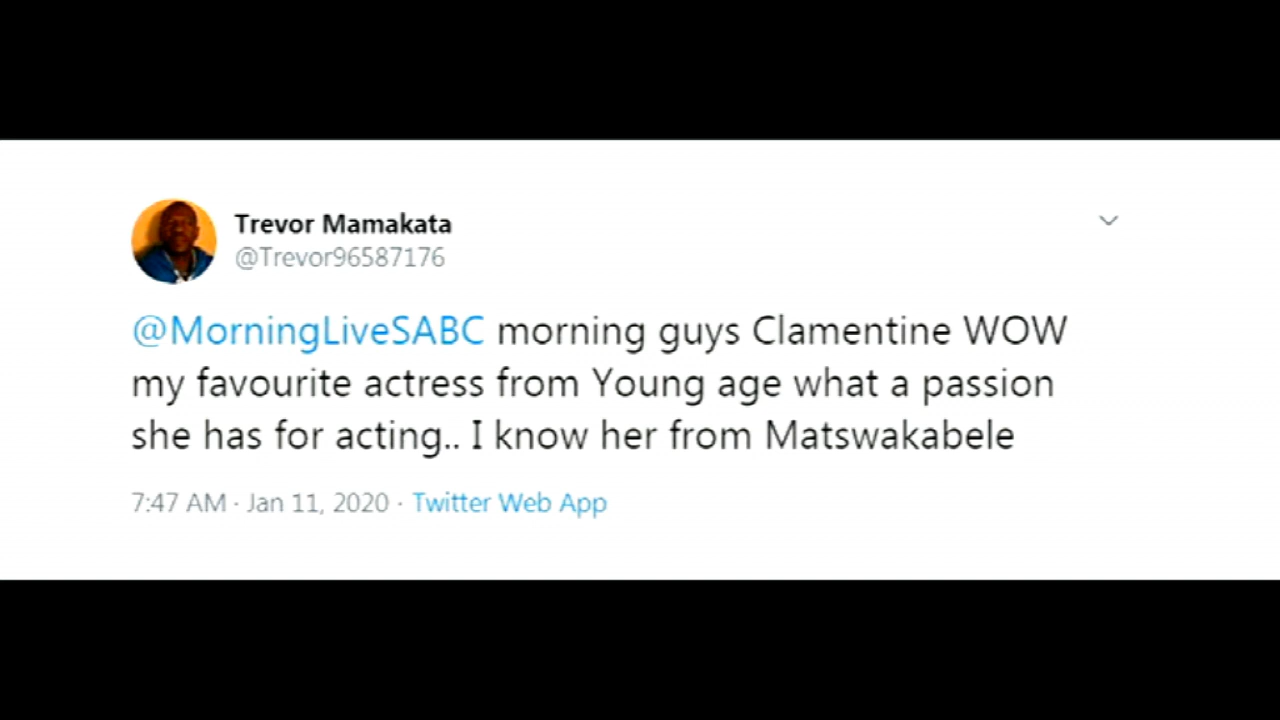 Trevor Mamakata
@Trevor96587176
@MorningLiveSABC morning guys Clamentine WOW
my favourite actress from Young age what a passion
she has for acting.. I know her from Matswakabele
7:47 AM · Jan 11, 2020 · Twitter Web App